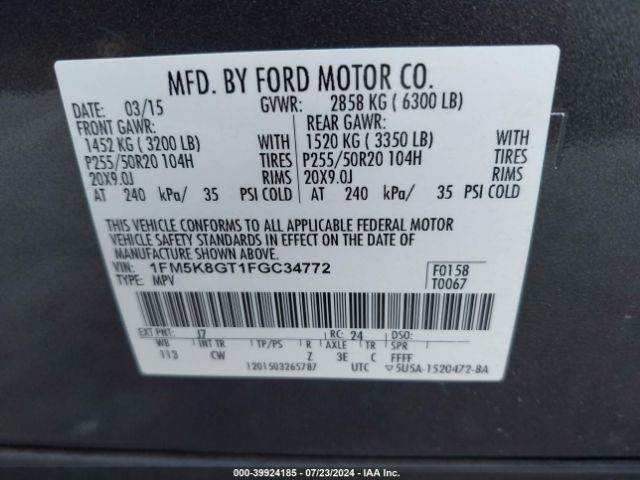 MFD. BY FORD MOTOR CO.
DATE: 03/15 GVWR: 2858 KG ( 6300 LB)
FRONT GAWR: REAR GAWR:
1452 KG ( 3200 LB) WITH 1520 KG ( 3350 LB) WITH
P255/50R20 104H TIRES P255/50R20 104H TIRES
20X9.0J RIMS 20X9.0J RIMS
AT 240 kPa/ 35 PSI COLD AT 240 kPa/ 35 PSI COLD
THIS VEHICLE CONFORMS TO ALL APPLICABLE FEDERAL MOTOR
VEHICLE SAFETY STANDARDS IN EFFECT ON THE DATE OF
MANUFACTURE SHOWN ABOVE.
VIN: 1FM5K8GT1FGC34772 F0158
TYPE: MPV T0067
EXT PNT: J7 RC: 24 DSO:
WB INT TR TP/PS R AXLE TR SPR
113 CW Z 3E C FFFF
1201503265787 UTC ▽5U5A-1520472-BA
© Stock #: 39924185 | 07/23/2024 | IAA Inc.